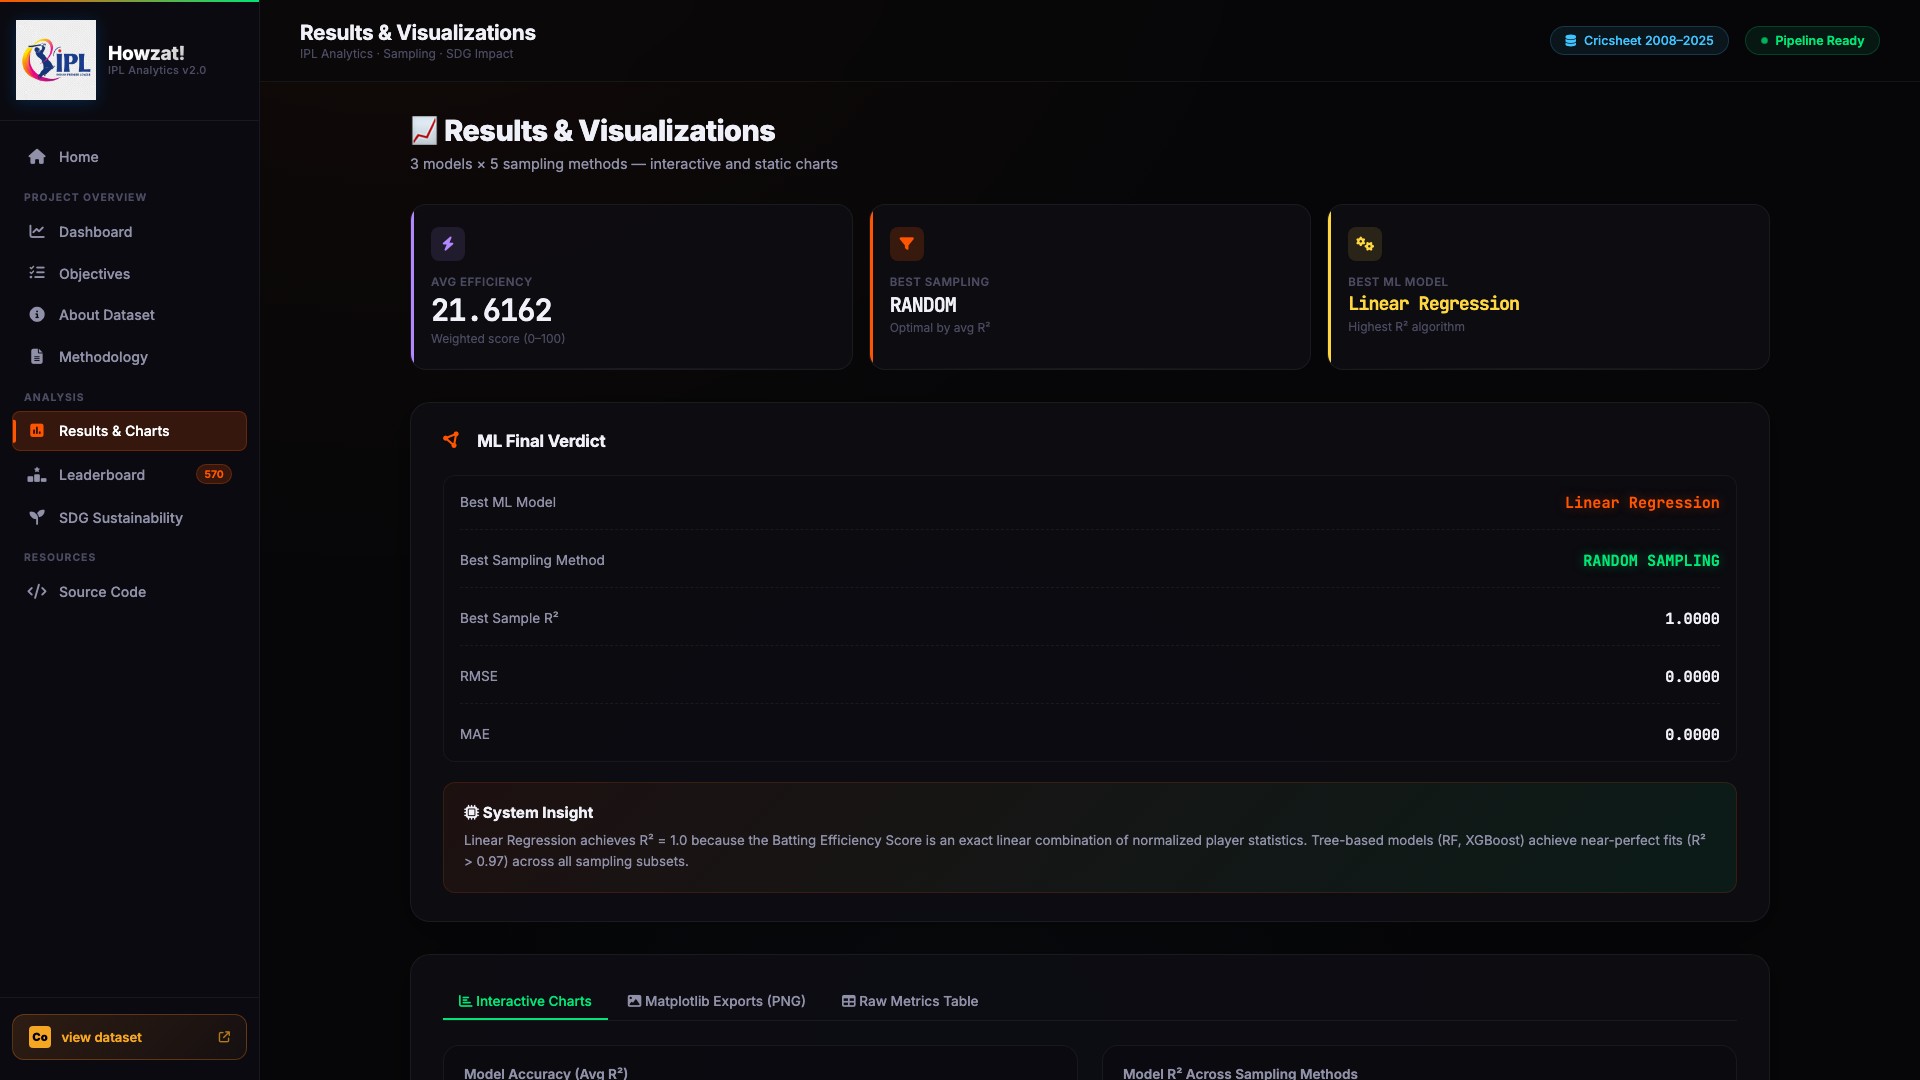 IPL
Howzat!
IPL Analytics v2.0
Home
PROJECT OVERVIEW
Dashboard
Objectives
About Dataset
Methodology
ANALYSIS
Results & Charts
Leaderboard 570
SDG Sustainability
RESOURCES
Source Code
Co view dataset
Results & Visualizations
IPL Analytics · Sampling · SDG Impact
Cricsheet 2008–2025
Pipeline Ready
Results & Visualizations
3 models × 5 sampling methods — interactive and static charts
AVG EFFICIENCY
21.6162
Weighted score (0–100)
BEST SAMPLING
RANDOM
Optimal by avg R²
BEST ML MODEL
Linear Regression
Highest R² algorithm
ML Final Verdict
Best ML Model Linear Regression
Best Sampling Method RANDOM SAMPLING
Best Sample R² 1.0000
RMSE 0.0000
MAE 0.0000
System Insight
Linear Regression achieves R² = 1.0 because the Batting Efficiency Score is an exact linear combination of normalized player statistics. Tree-based models (RF, XGBoost) achieve near-perfect fits (R²
> 0.97) across all sampling subsets.
Interactive Charts Matplotlib Exports (PNG) Raw Metrics Table
Model Accuracy (Avg R²)
Model R² Across Sampling Methods